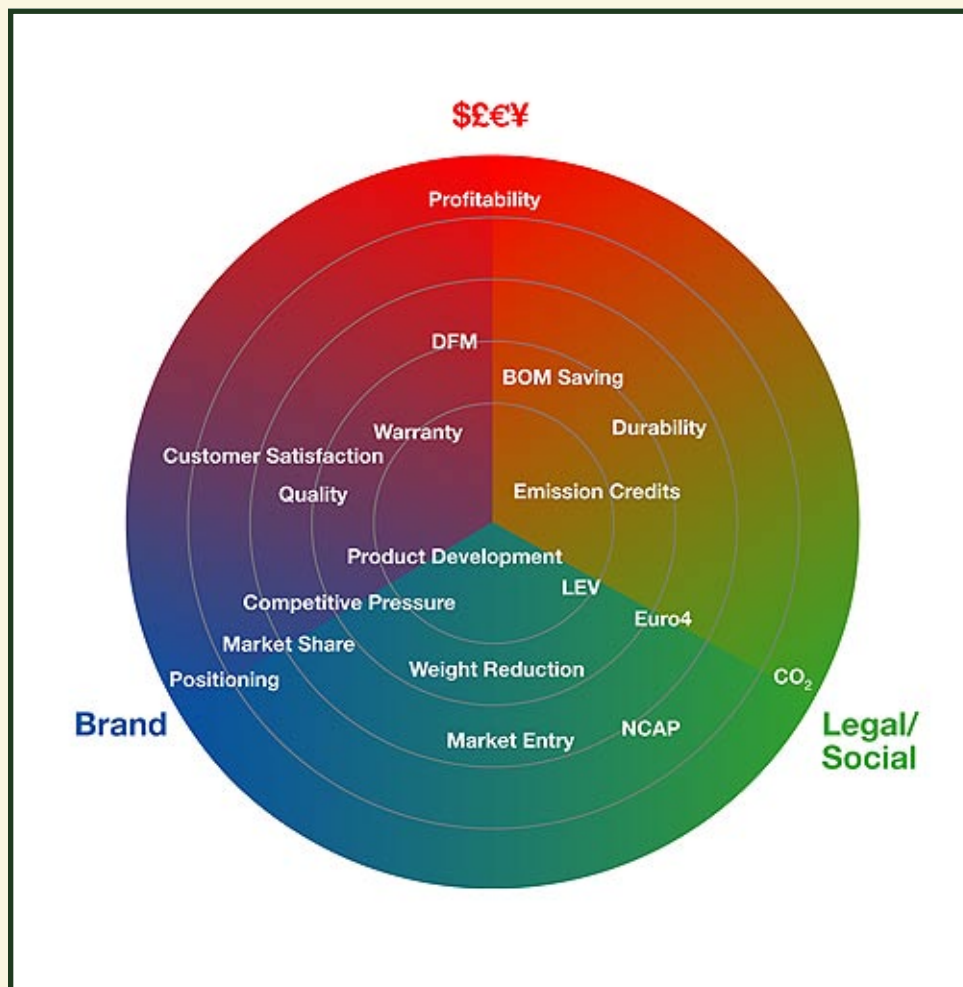 $£€¥
Profitability
DFM
BOM Saving
Durability
Warranty
Customer Satisfaction
Quality
Emission Credits
Product Development
LEV
Competitive Pressure
Euro4
Market Share
Weight Reduction
Positioning
CO₂
Brand
Legal/
Social
NCAP
Market Entry